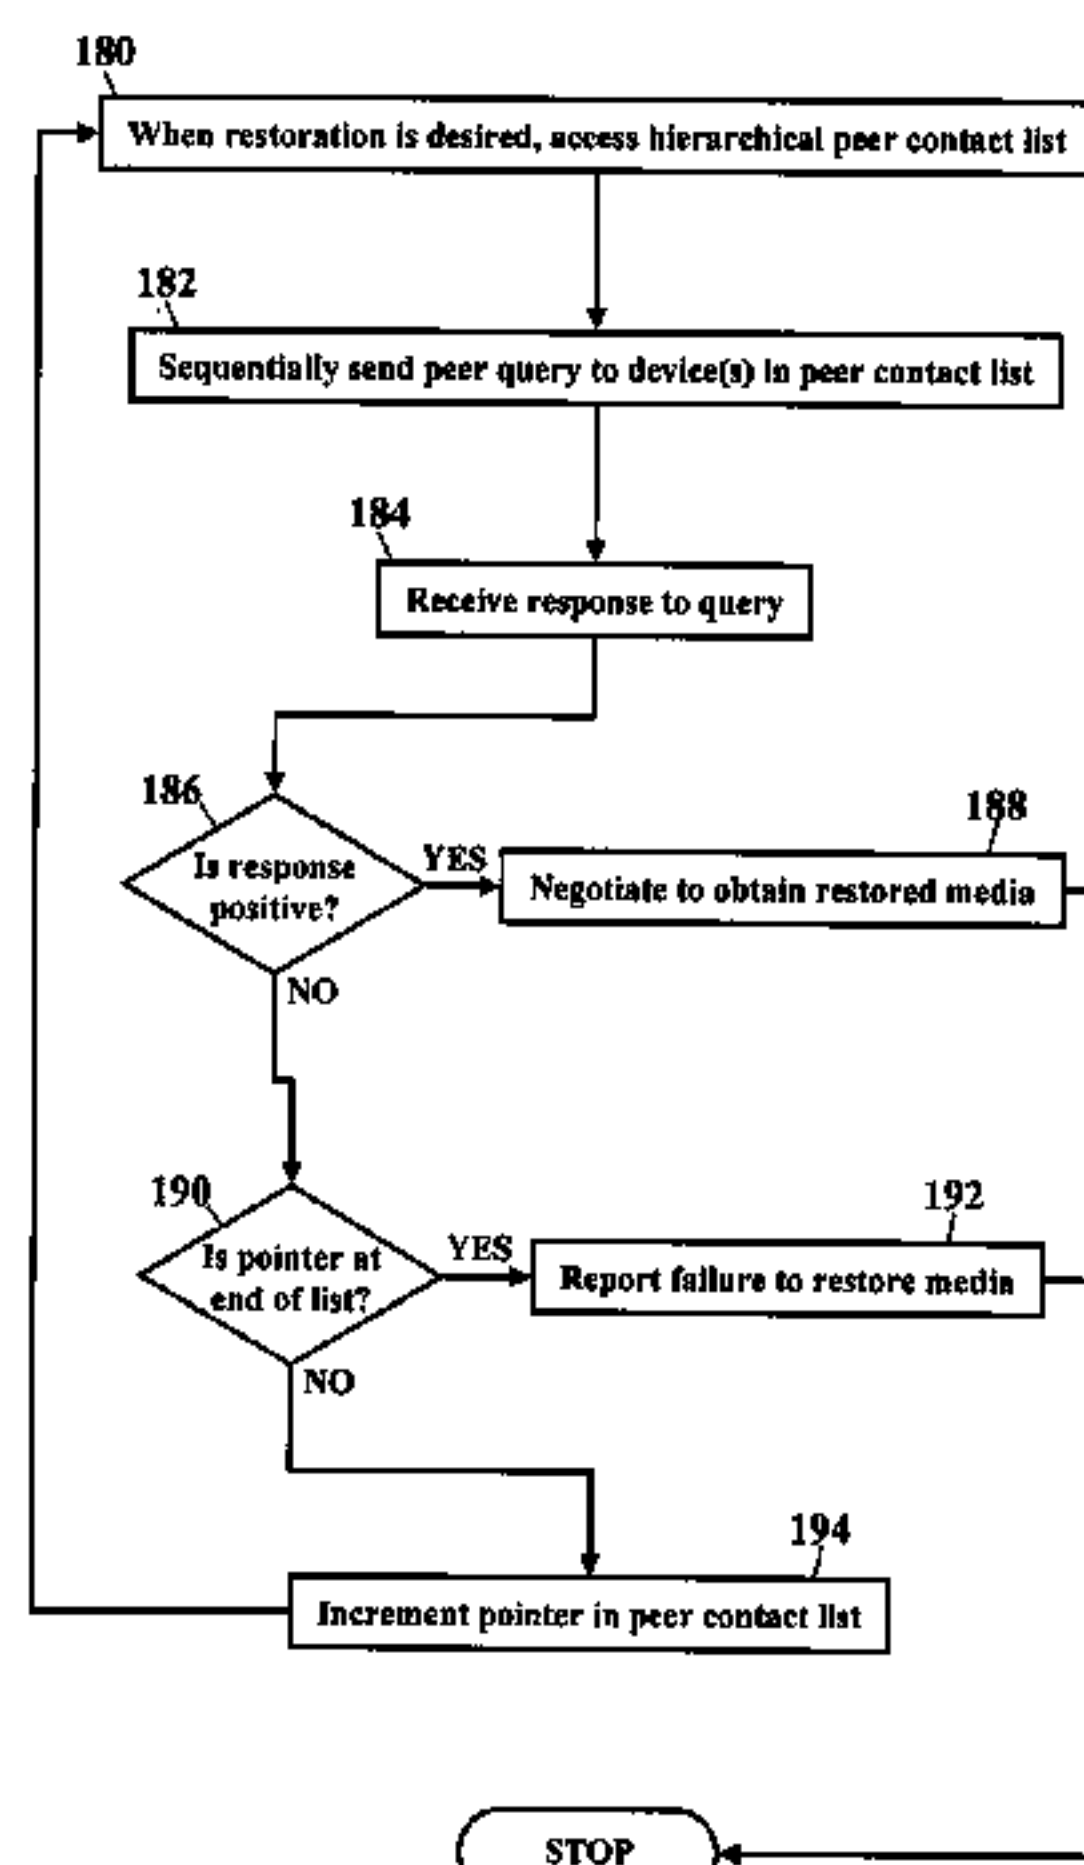 180
When restoration is desired, access hierarchical peer contact list
182
Sequentially send peer query to device(s) in peer contact list
184
Receive response to query
186
Is response
positive?
YES
188
Negotiate to obtain restored media
NO
190
Is pointer at
end of list?
YES
192
Report failure to restore media
NO
194
Increment pointer in peer contact list
STOP